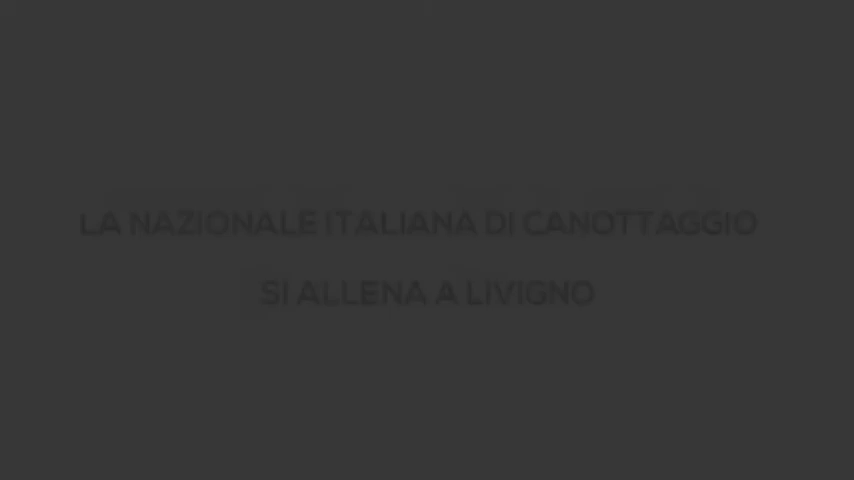 LA NAZIONALE ITALIANA DI CANOTTAGGIO
SI ALLENA A LIVIGNO